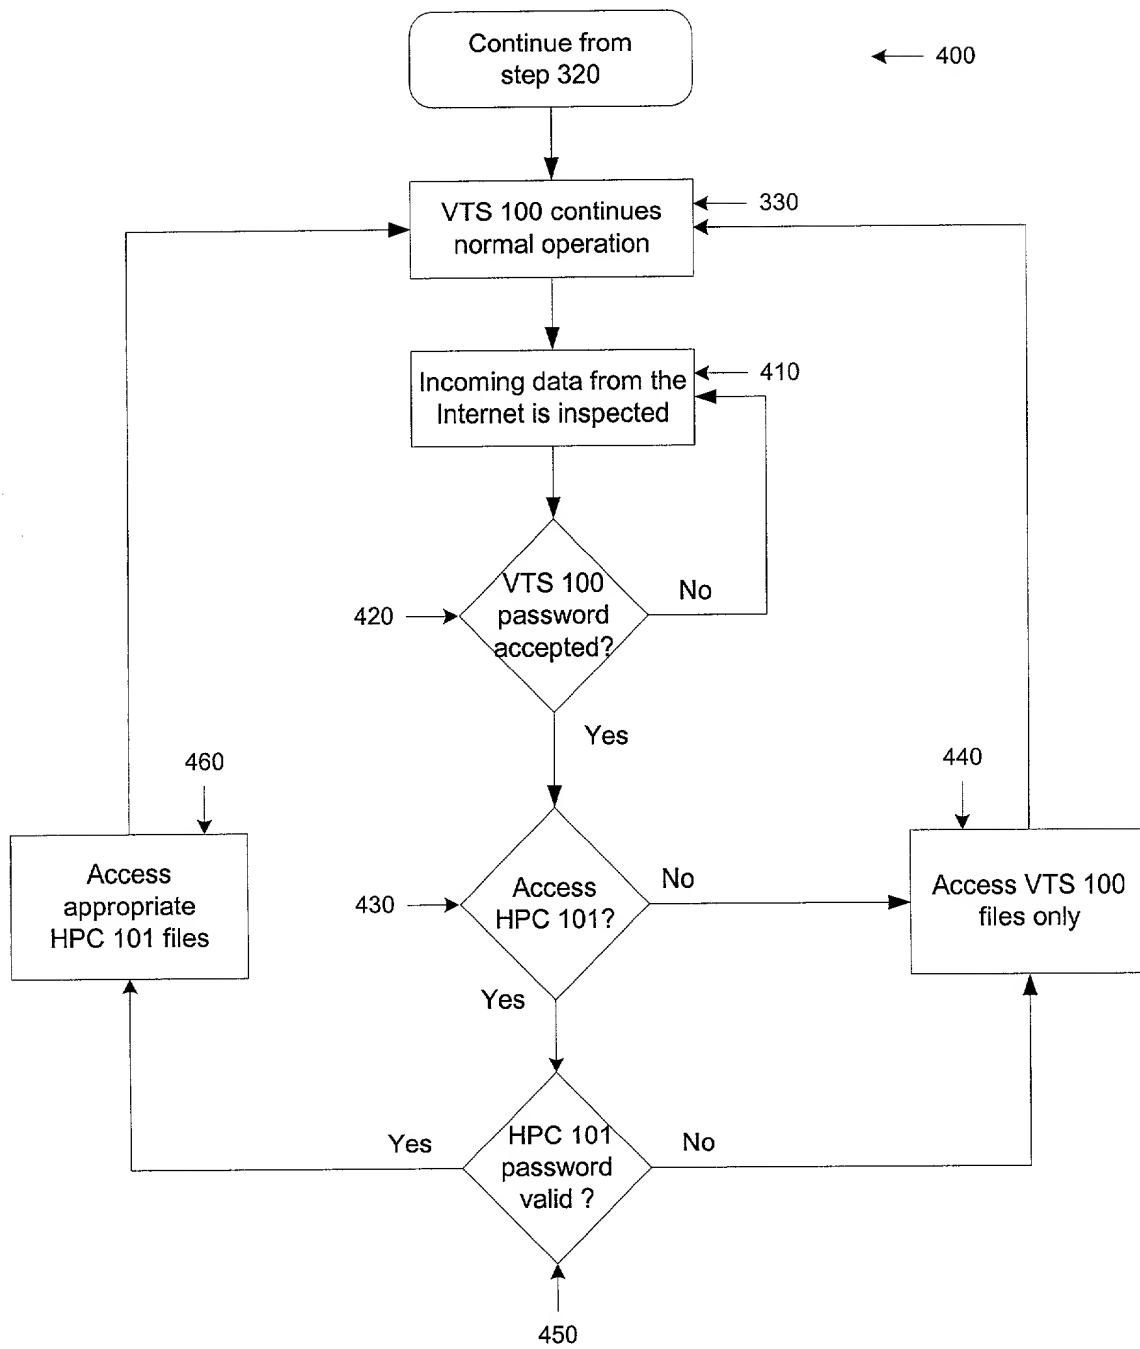 Continue from
step 320
400
VTS 100 continues
normal operation
330
Incoming data from the
Internet is inspected
410
VTS 100
password
accepted?
No
420
Yes
460
440
Access
appropriate
HPC 101 files
430
Access
HPC 101?
No
Access VTS 100
files only
Yes
Yes
HPC 101
password
valid ?
No
450